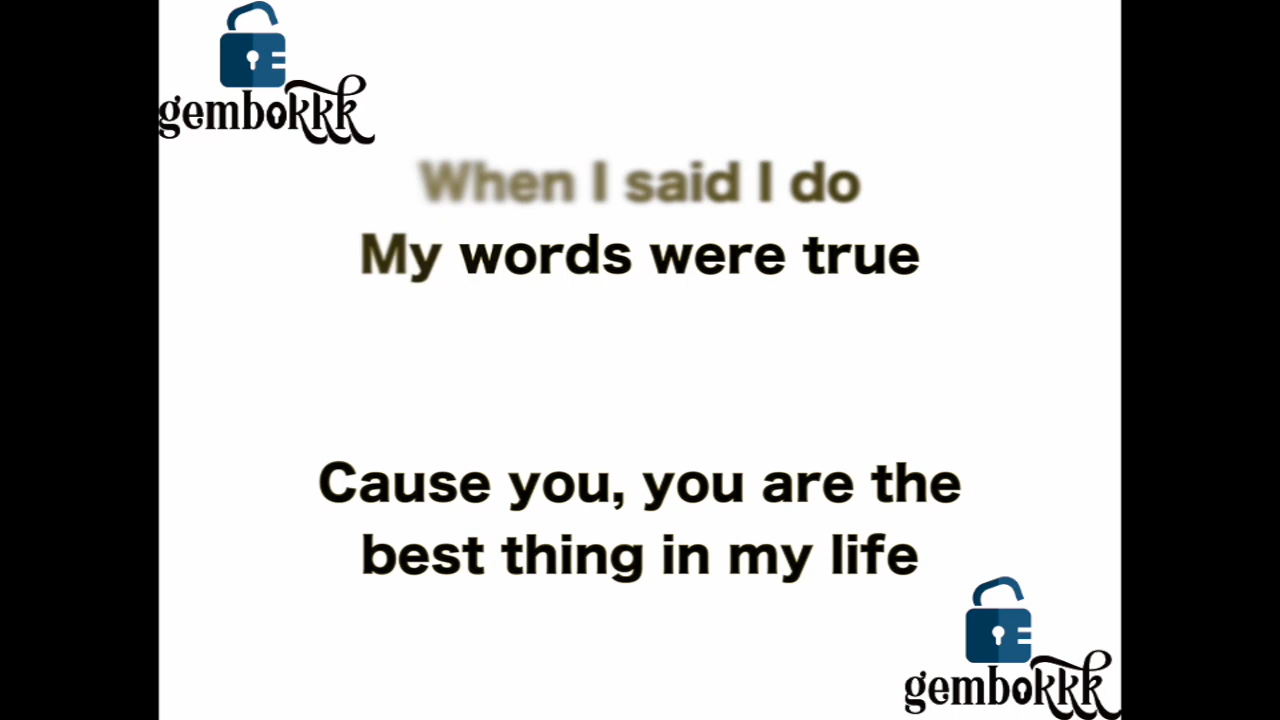 gembokkk
When I said I do
My words were true
Cause you, you are the
best thing in my life
gembokkk